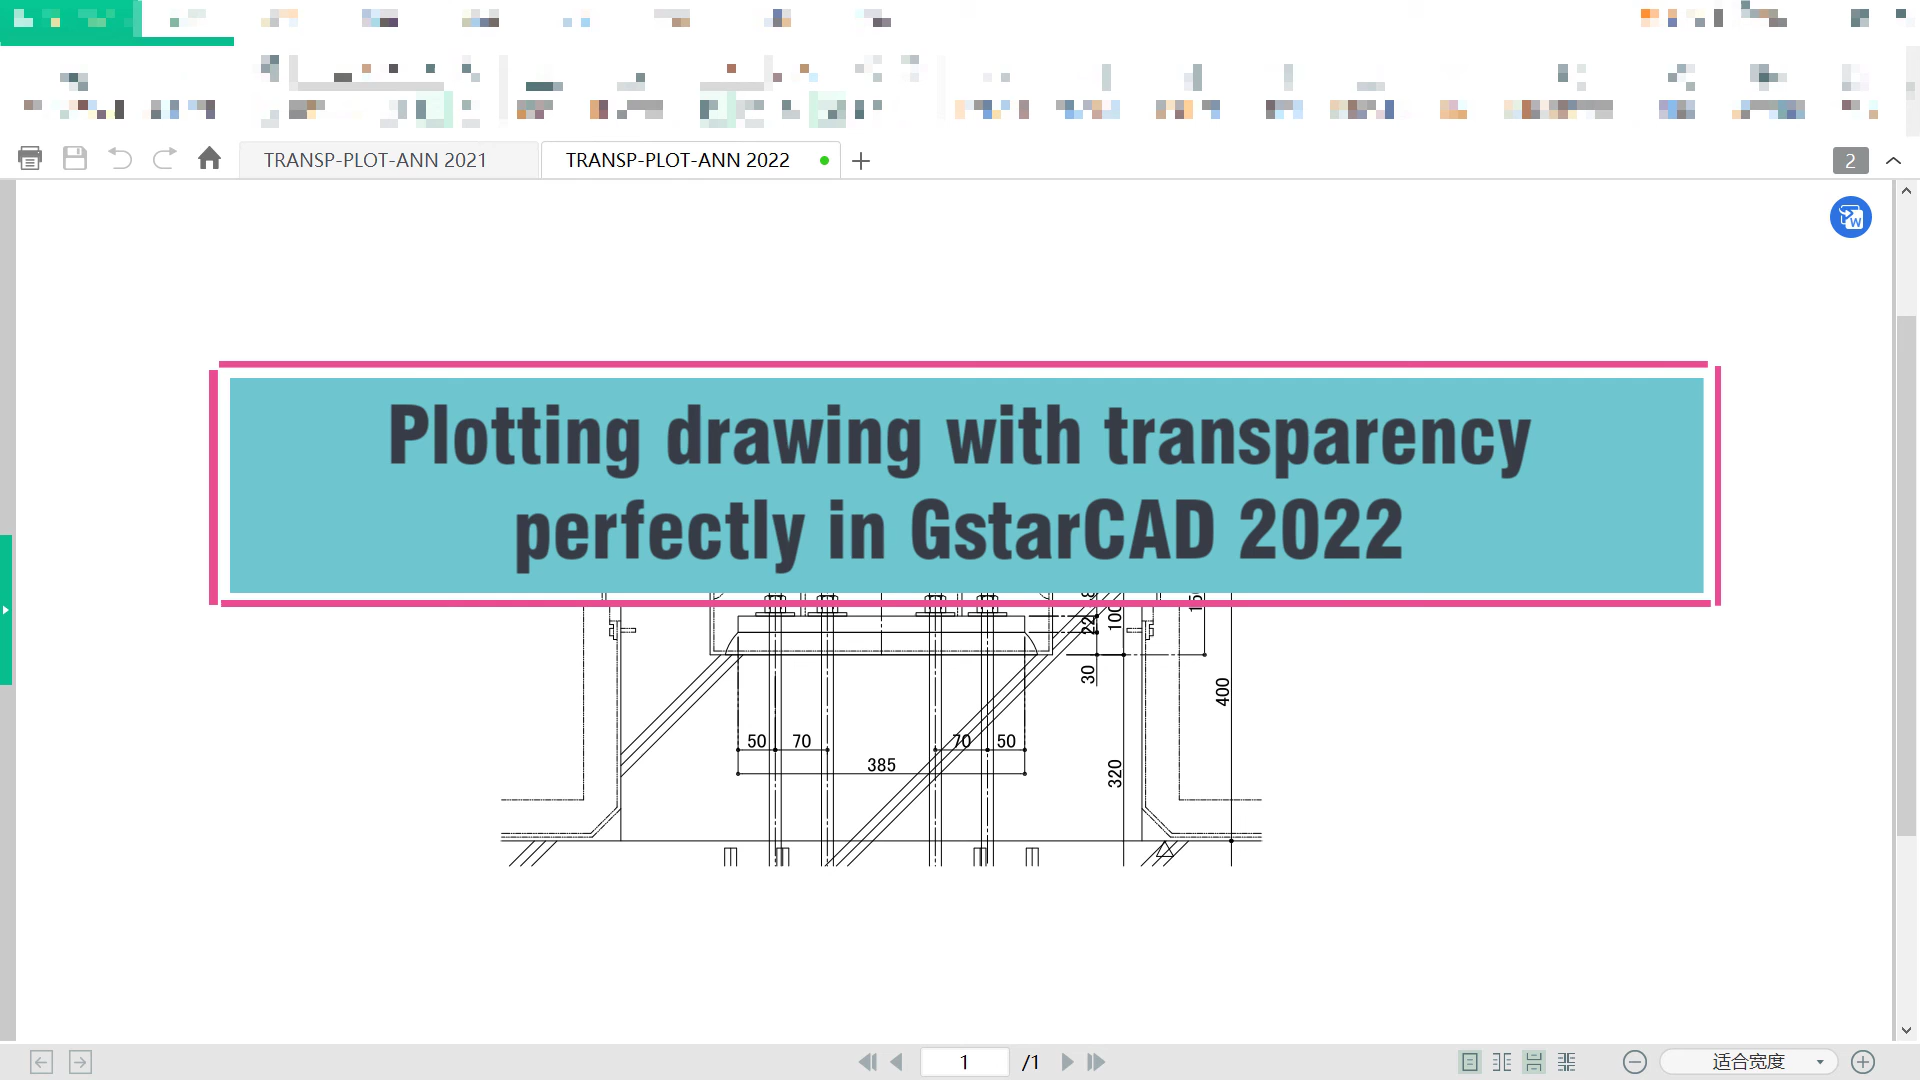 TRANSP-PLOT-ANN 2021
TRANSP-PLOT-ANN 2022
2
Plotting drawing with transparency
perfectly in GstarCAD 2022
22
100
30
400
50
70
70
50
385
320
1
/1
适合宽度